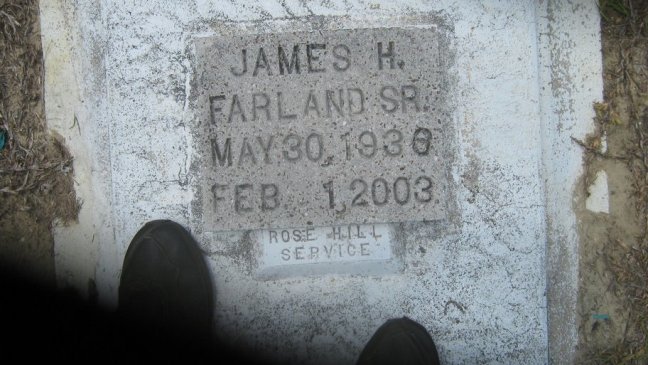 JAMES H.
FARLAND SR.
MAY 30, 1936
FEB 1, 2003
ROSE HILL
SERVICE